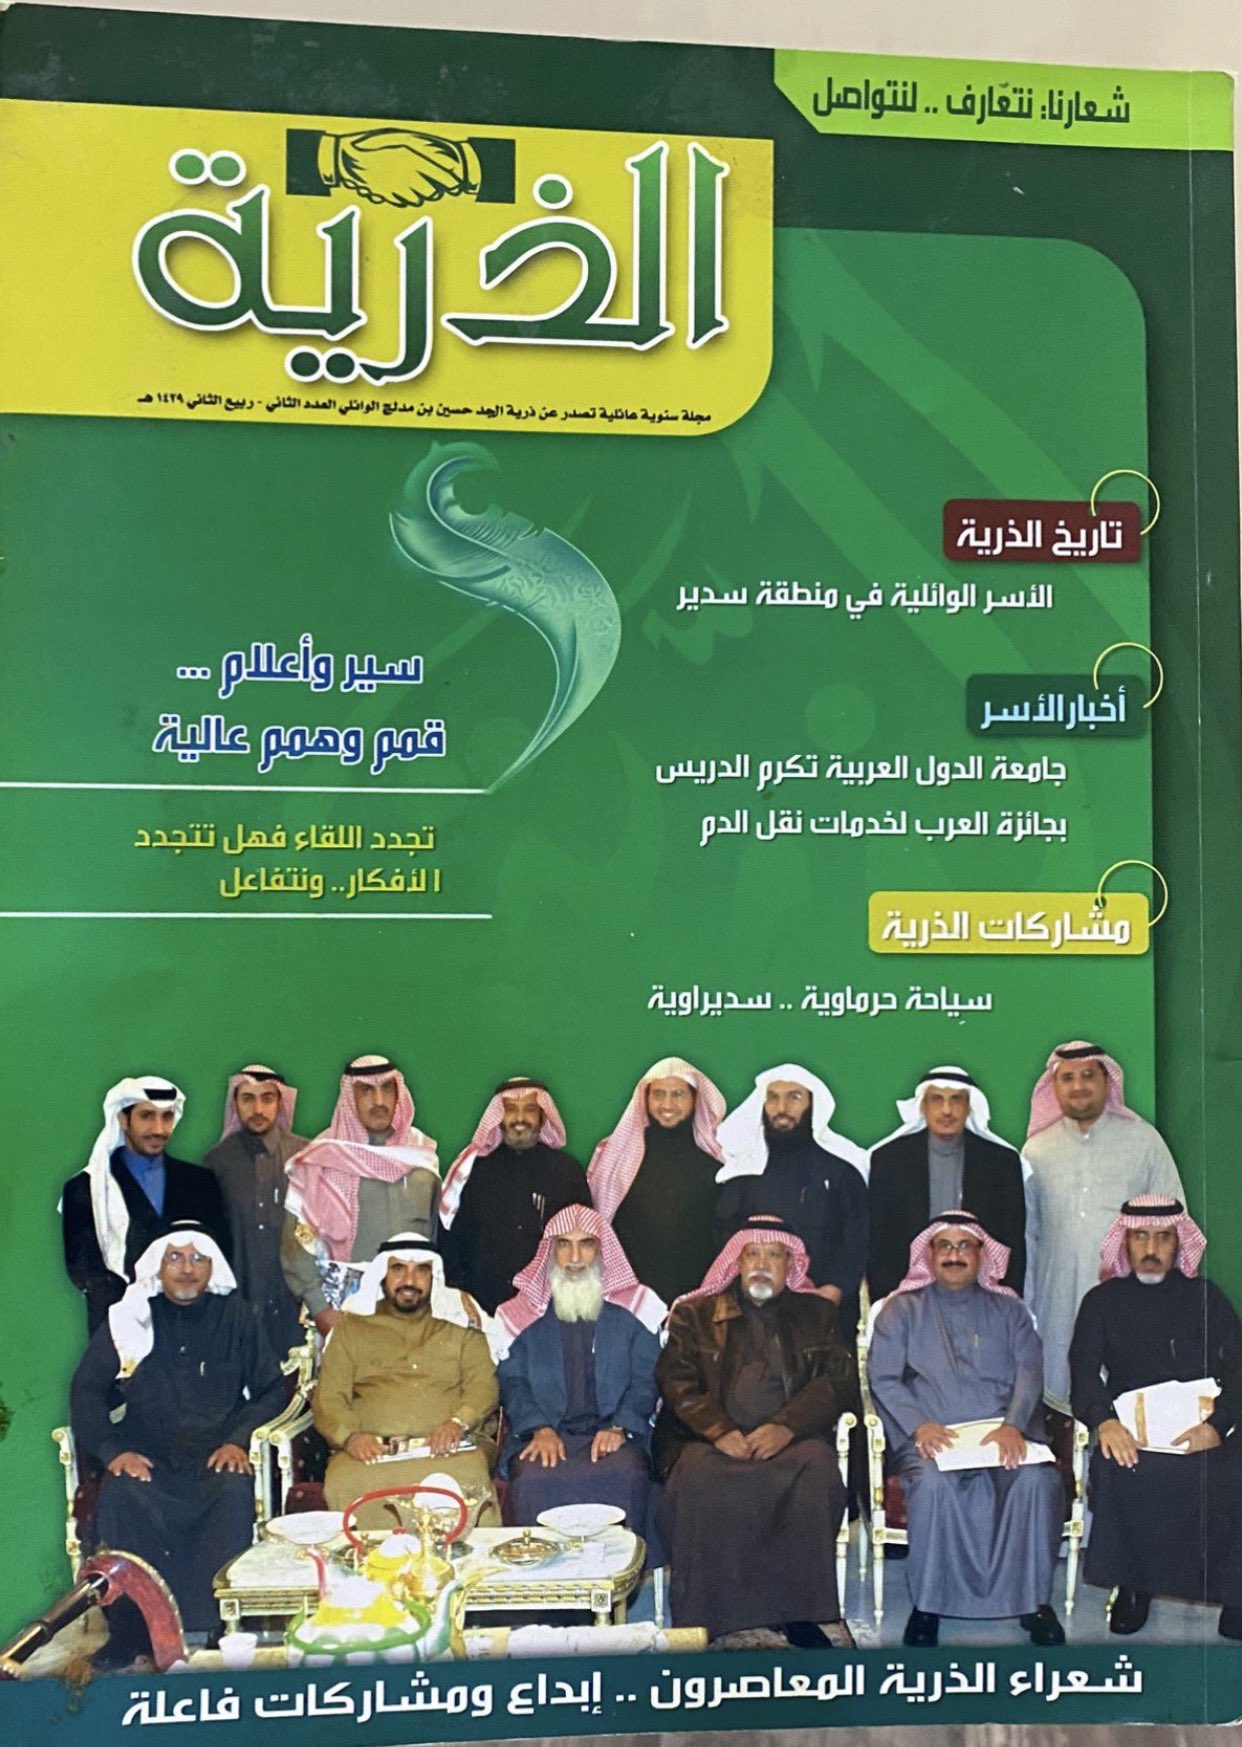 شعارنا: نتعارف .. لنتواصل
الذرية
مجلة سنوية عائلية تصدر عن ذرية الجد حسين بن مدلج الوائلي العدد الثاني - ربيع الثاني ١٤٢٩ هـ
تاريخ الذرية
الأسر الوائلية في منطقة سدير
أخبار الأسر
جامعة الدول العربية تكرم الدريس
بجائزة العرب لخدمات نقل الدم
مشاركات الذرية
سياحة حرماوية .. سديراوية
سير وأعلام ...
قمم وهمم عالية
تجدد اللقاء فهل تتجدد
الأفكار.. ونتفاعل
شعراء الذرية المعاصرون .. إبداع ومشاركات فاعلة